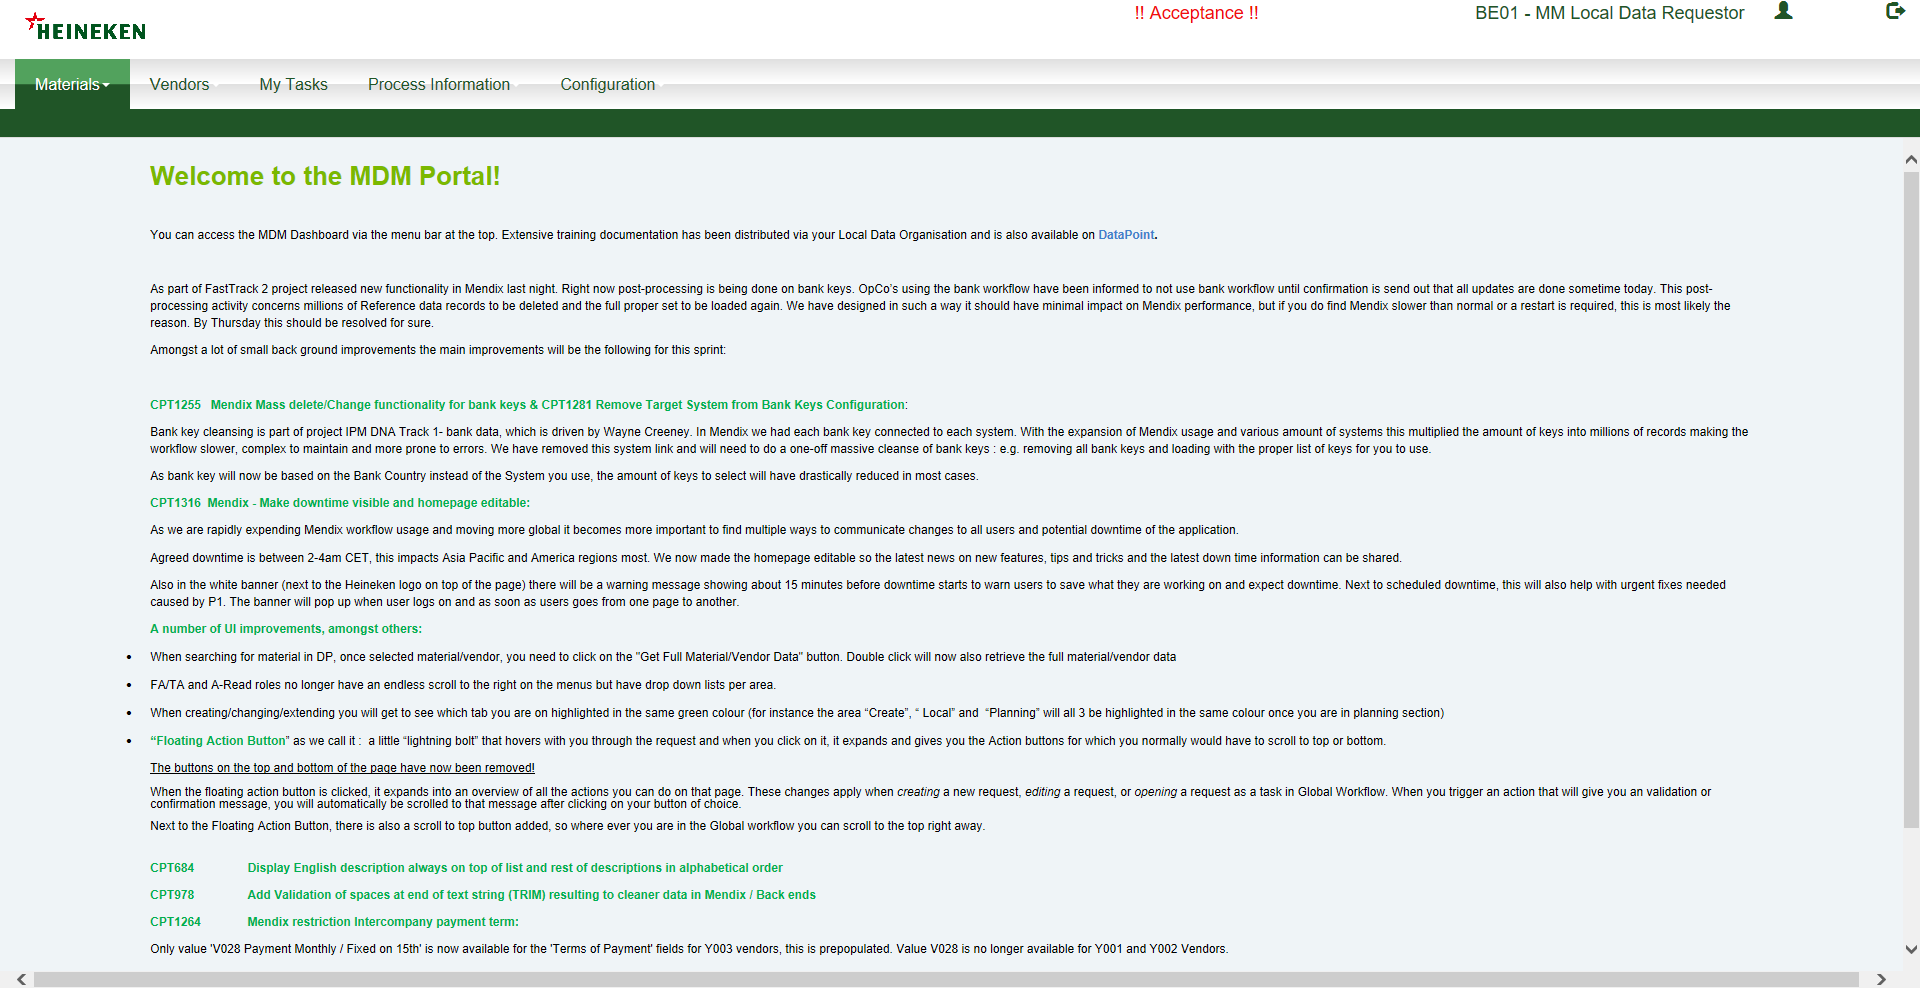 HEINEKEN
!! Acceptance !!
BE01 - MM Local Data Requestor
Materials
Vendors
My Tasks
Process Information
Configuration
Welcome to the MDM Portal!
You can access the MDM Dashboard via the menu bar at the top. Extensive training documentation has been distributed via your Local Data Organisation and is also available on DataPoint.
As part of FastTrack 2 project released new functionality in Mendix last night. Right now post-processing is being done on bank keys. OpCo's using the bank workflow have been informed to not use bank workflow until confirmation is send out that all updates are done sometime today. This post-
processing activity concerns millions of Reference data records to be deleted and the full proper set to be loaded again. We have designed in such a way it should have minimal impact on Mendix performance, but if you do find Mendix slower than normal or a restart is required, this is most likely the
reason. By Thursday this should be resolved for sure.
Amongst a lot of small back ground improvements the main improvements will be the following for this sprint:
CPT1255 Mendix Mass delete/Change functionality for bank keys & CPT1281 Remove Target System from Bank Keys Configuration:
Bank key cleansing is part of project IPM DNA Track 1- bank data, which is driven by Wayne Creeney. In Mendix we had each bank key connected to each system. With the expansion of Mendix usage and various amount of systems this multiplied the amount of keys into millions of records making the
workflow slower, complex to maintain and more prone to errors. We have removed this system link and will need to do a one-off massive cleanse of bank keys : e.g. removing all bank keys and loading with the proper list of keys for you to use.
As bank key will now be based on the Bank Country instead of the System you use, the amount of keys to select will have drastically reduced in most cases.
CPT1316 Mendix - Make downtime visible and homepage editable:
As we are rapidly expending Mendix workflow usage and moving more global it becomes more important to find multiple ways to communicate changes to all users and potential downtime of the application.
Agreed downtime is between 2-4am CET, this impacts Asia Pacific and America regions most. We now made the homepage editable so the latest news on new features, tips and tricks and the latest down time information can be shared.
Also in the white banner (next to the Heineken logo on top of the page) there will be a warning message showing about 15 minutes before downtime starts to warn users to save what they are working on and expect downtime. Next to scheduled downtime, this will also help with urgent fixes needed
caused by P1. The banner will pop up when user logs on and as soon as users goes from one page to another.
A number of UI improvements, amongst others:
• When searching for material in DP, once selected material/vendor, you need to click on the "Get Full Material/Vendor Data" button. Double click will now also retrieve the full material/vendor data
• FA/TA and A-Read roles no longer have an endless scroll to the right on the menus but have drop down lists per area.
• When creating/changing/extending you will get to see which tab you are on highlighted in the same green colour (for instance the area “Create”, “ Local” and “Planning” will all 3 be highlighted in the same colour once you are in planning section)
• “Floating Action Button” as we call it : a little “lightning bolt” that hovers with you through the request and when you click on it, it expands and gives you the Action buttons for which you normally would have to scroll to top or bottom.
The buttons on the top and bottom of the page have now been removed!
When the floating action button is clicked, it expands into an overview of all the actions you can do on that page. These changes apply when creating a new request, editing a request, or opening a request as a task in Global Workflow. When you trigger an action that will give you an validation or
confirmation message, you will automatically be scrolled to that message after clicking on your button of choice.
Next to the Floating Action Button, there is also a scroll to top button added, so where ever you are in the Global workflow you can scroll to the top right away.
CPT684 Display English description always on top of list and rest of descriptions in alphabetical order
CPT978 Add Validation of spaces at end of text string (TRIM) resulting to cleaner data in Mendix / Back ends
CPT1264 Mendix restriction Intercompany payment term:
Only value 'V028 Payment Monthly / Fixed on 15th' is now available for the 'Terms of Payment' fields for Y003 vendors, this is prepopulated. Value V028 is no longer available for Y001 and Y002 Vendors.